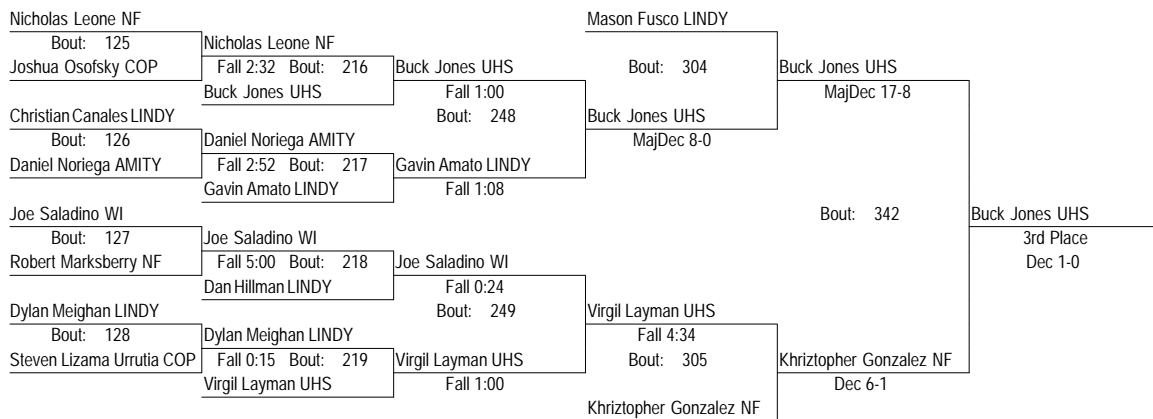 Nicholas Leone NF
Bout: 125
Joshua Osofsky COP
Christian Canales LINDY
Bout: 126
Daniel Noriega AMITY
Joe Saladino WI
Bout: 127
Robert Marksberry NF
Dylan Meighan LINDY
Bout: 128
Steven Lizama Urrutia COP
Nicholas Leone NF
Fall 2:32 Bout: 216
Buck Jones UHS
Daniel Noriega AMITY
Fall 2:52 Bout: 217
Gavin Amato LINDY
Joe Saladino WI
Fall 5:00 Bout: 218
Dan Hillman LINDY
Dylan Meighan LINDY
Fall 0:15 Bout: 219
Virgil Layman UHS
Buck Jones UHS
Fall 1:00
Bout: 248
Gavin Amato LINDY
Fall 1:08
Joe Saladino WI
Fall 0:24
Bout: 249
Virgil Layman UHS
Fall 1:00
Mason Fusco LINDY
Bout: 304
Buck Jones UHS
MajDec 8-0
Virgil Layman UHS
Fall 4:34
Bout: 305
Khriztopher Gonzalez NF
Buck Jones UHS
MajDec 17-8
Bout: 342
Khriztopher Gonzalez NF
Dec 6-1
Buck Jones UHS
3rd Place
Dec 1-0